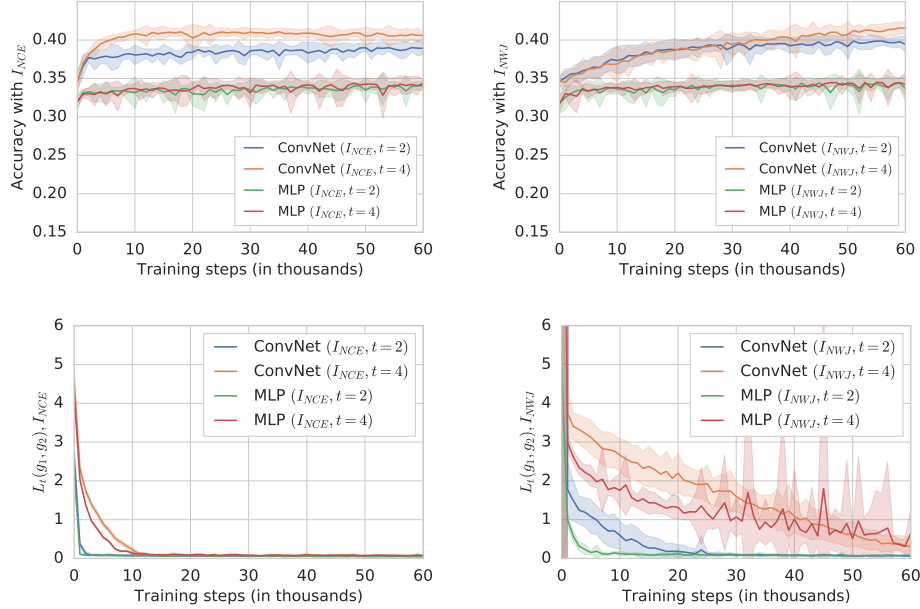 Accuracy with I_NCE
0.40
0.35
0.30
0.25
0.20
0.15
ConvNet (I_NCE, t=2)
ConvNet (I_NCE, t=4)
MLP (I_NCE, t=2)
MLP (I_NCE, t=4)
0 10 20 30 40 50 60
Training steps (in thousands)
Accuracy with I_NWJ
0.40
0.35
0.30
0.25
0.20
0.15
ConvNet (I_NWJ, t=2)
ConvNet (I_NWJ, t=4)
MLP (I_NWJ, t=2)
MLP (I_NWJ, t=4)
0 10 20 30 40 50 60
Training steps (in thousands)
L_t(g_1, g_2), I_NCE
6
5
4
3
2
1
0
ConvNet (I_NCE, t=2)
ConvNet (I_NCE, t=4)
MLP (I_NCE, t=2)
MLP (I_NCE, t=4)
0 10 20 30 40 50 60
Training steps (in thousands)
L_t(g_1, g_2), I_NWJ
6
5
4
3
2
1
0
ConvNet (I_NWJ, t=2)
ConvNet (I_NWJ, t=4)
MLP (I_NWJ, t=2)
MLP (I_NWJ, t=4)
0 10 20 30 40 50 60
Training steps (in thousands)